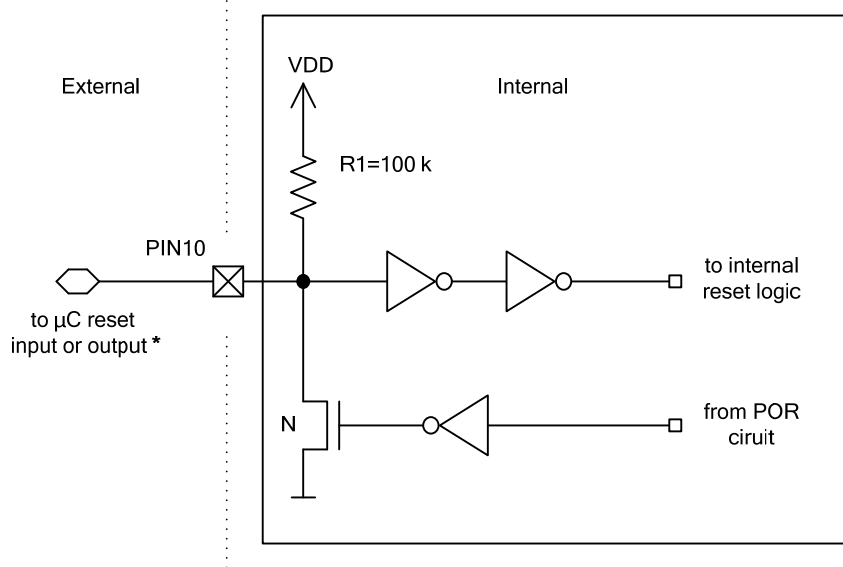 External
Internal
VDD
R1=100 k
PIN10
to µC reset
input or output *
to internal
reset logic
N
from POR
ciruit